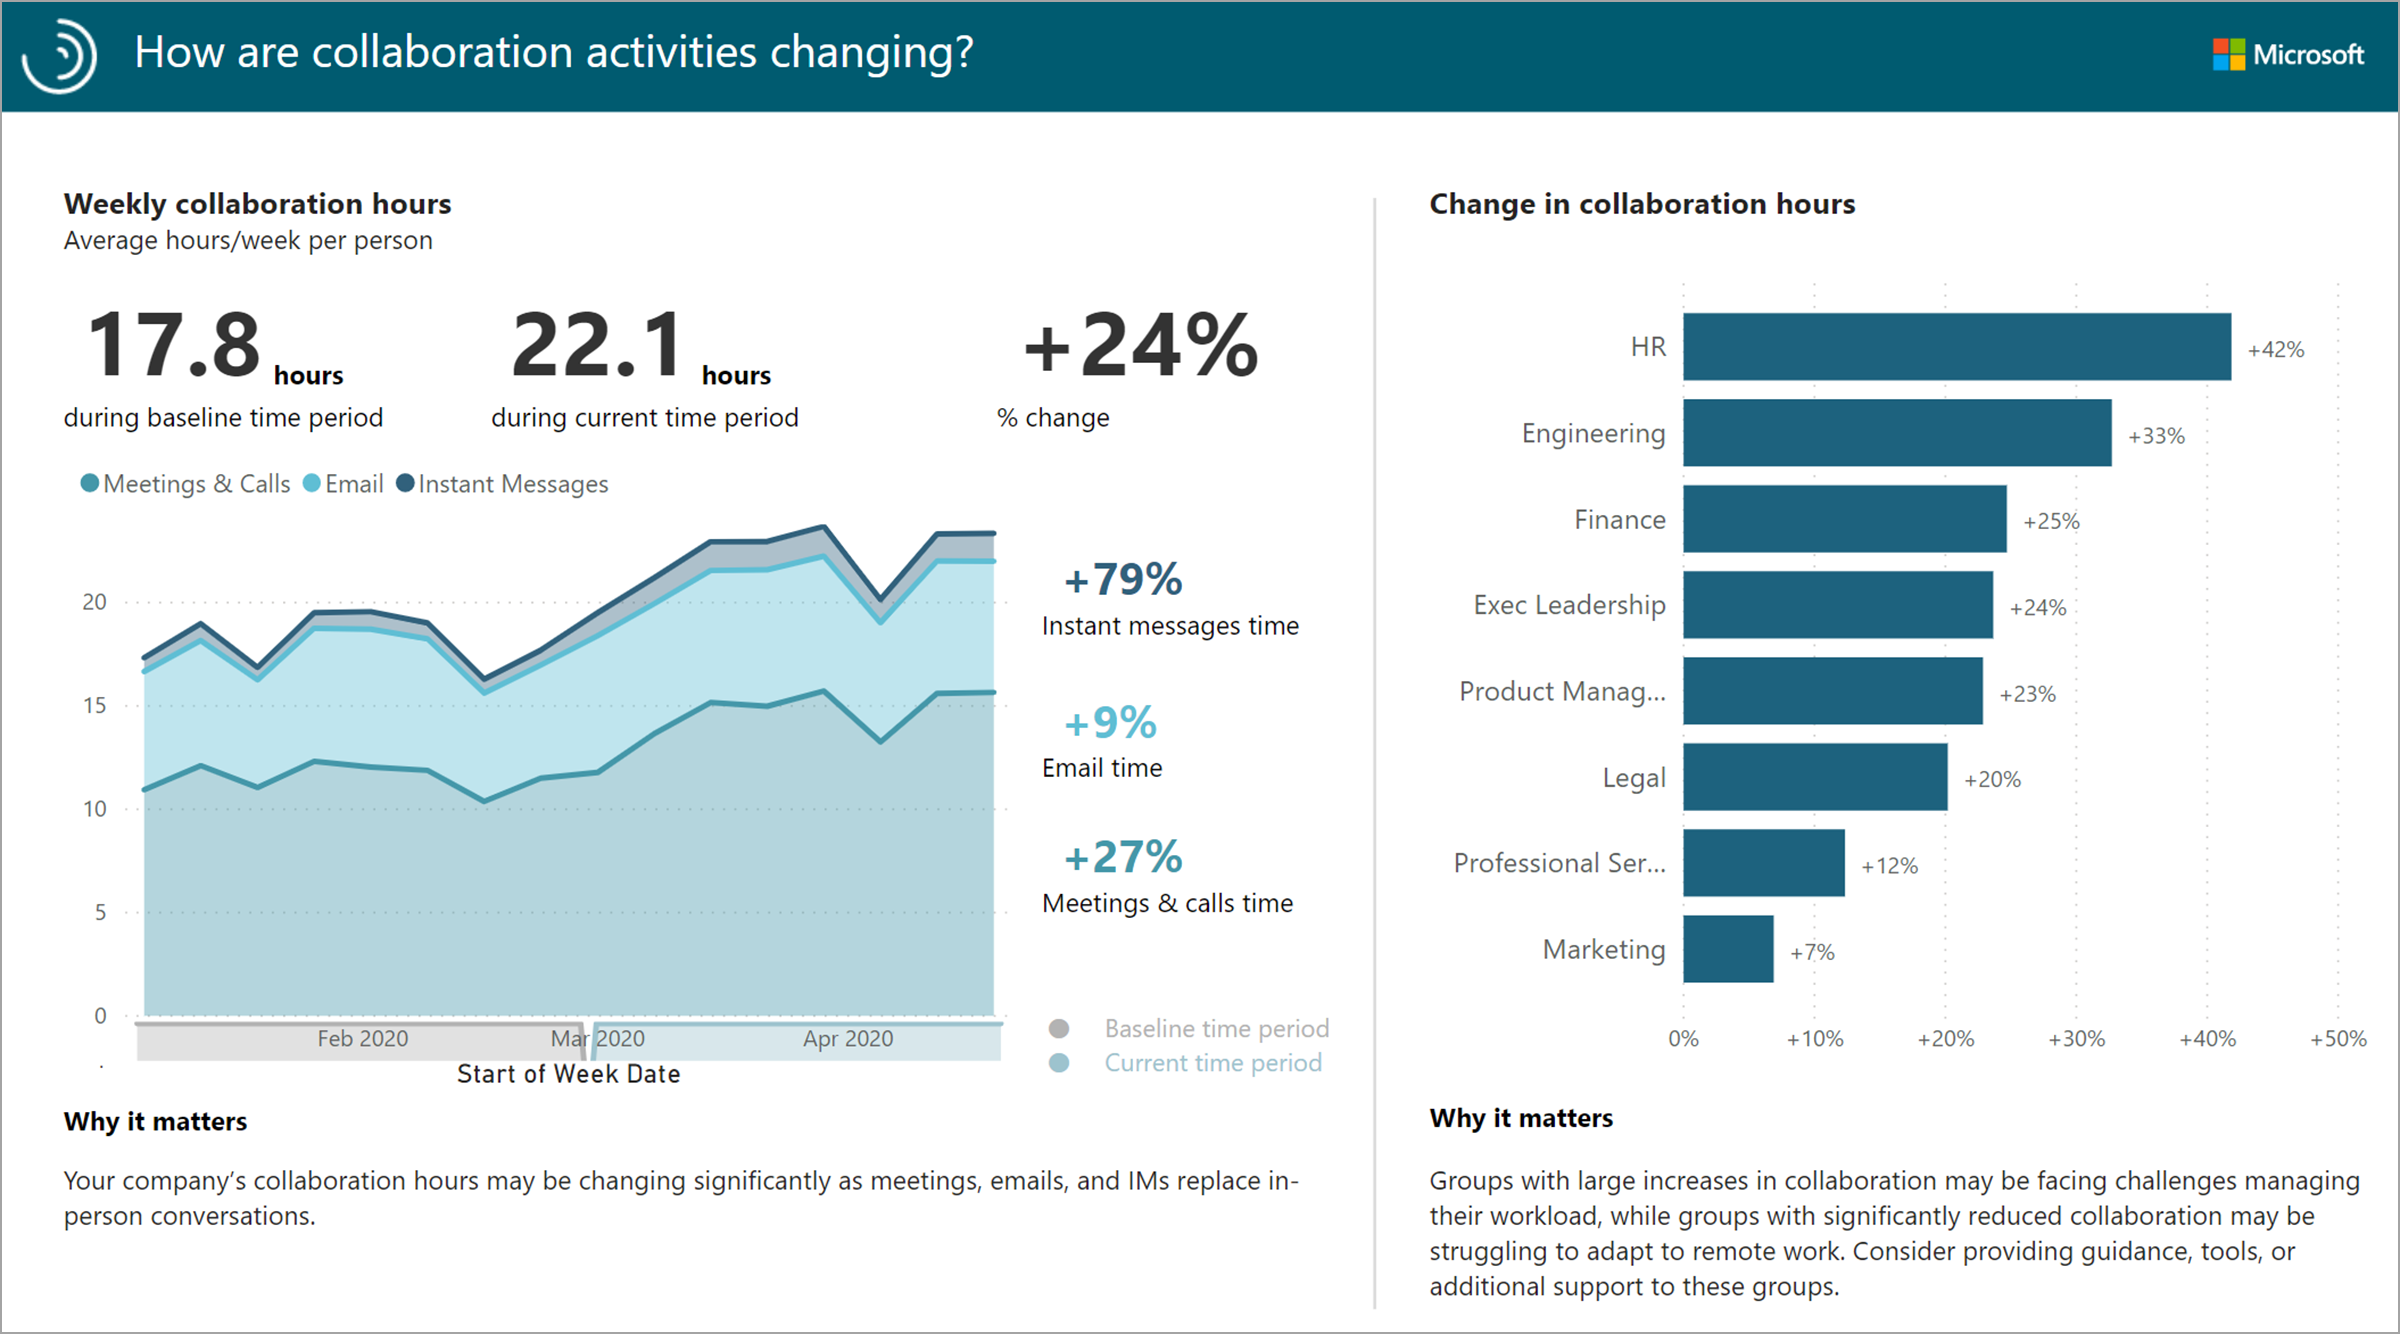 How are collaboration activities changing?
Microsoft
Weekly collaboration hours
Average hours/week per person
17.8 hours
during baseline time period
22.1 hours
during current time period
+24%
% change
Meetings & Calls Email Instant Messages
20
15
10
5
0
Feb 2020
Mar 2020
Apr 2020
Start of Week Date
+79%
Instant messages time
+9%
Email time
+27%
Meetings & calls time
Baseline time period
Current time period
Why it matters
Your company’s collaboration hours may be changing significantly as meetings, emails, and IMs replace in-
person conversations.
Change in collaboration hours
HR +42%
Engineering +33%
Finance +25%
Exec Leadership +24%
Product Manag... +23%
Legal +20%
Professional Ser... +12%
Marketing +7%
0% +10% +20% +30% +40% +50%
Why it matters
Groups with large increases in collaboration may be facing challenges managing
their workload, while groups with significantly reduced collaboration may be
struggling to adapt to remote work. Consider providing guidance, tools, or
additional support to these groups.